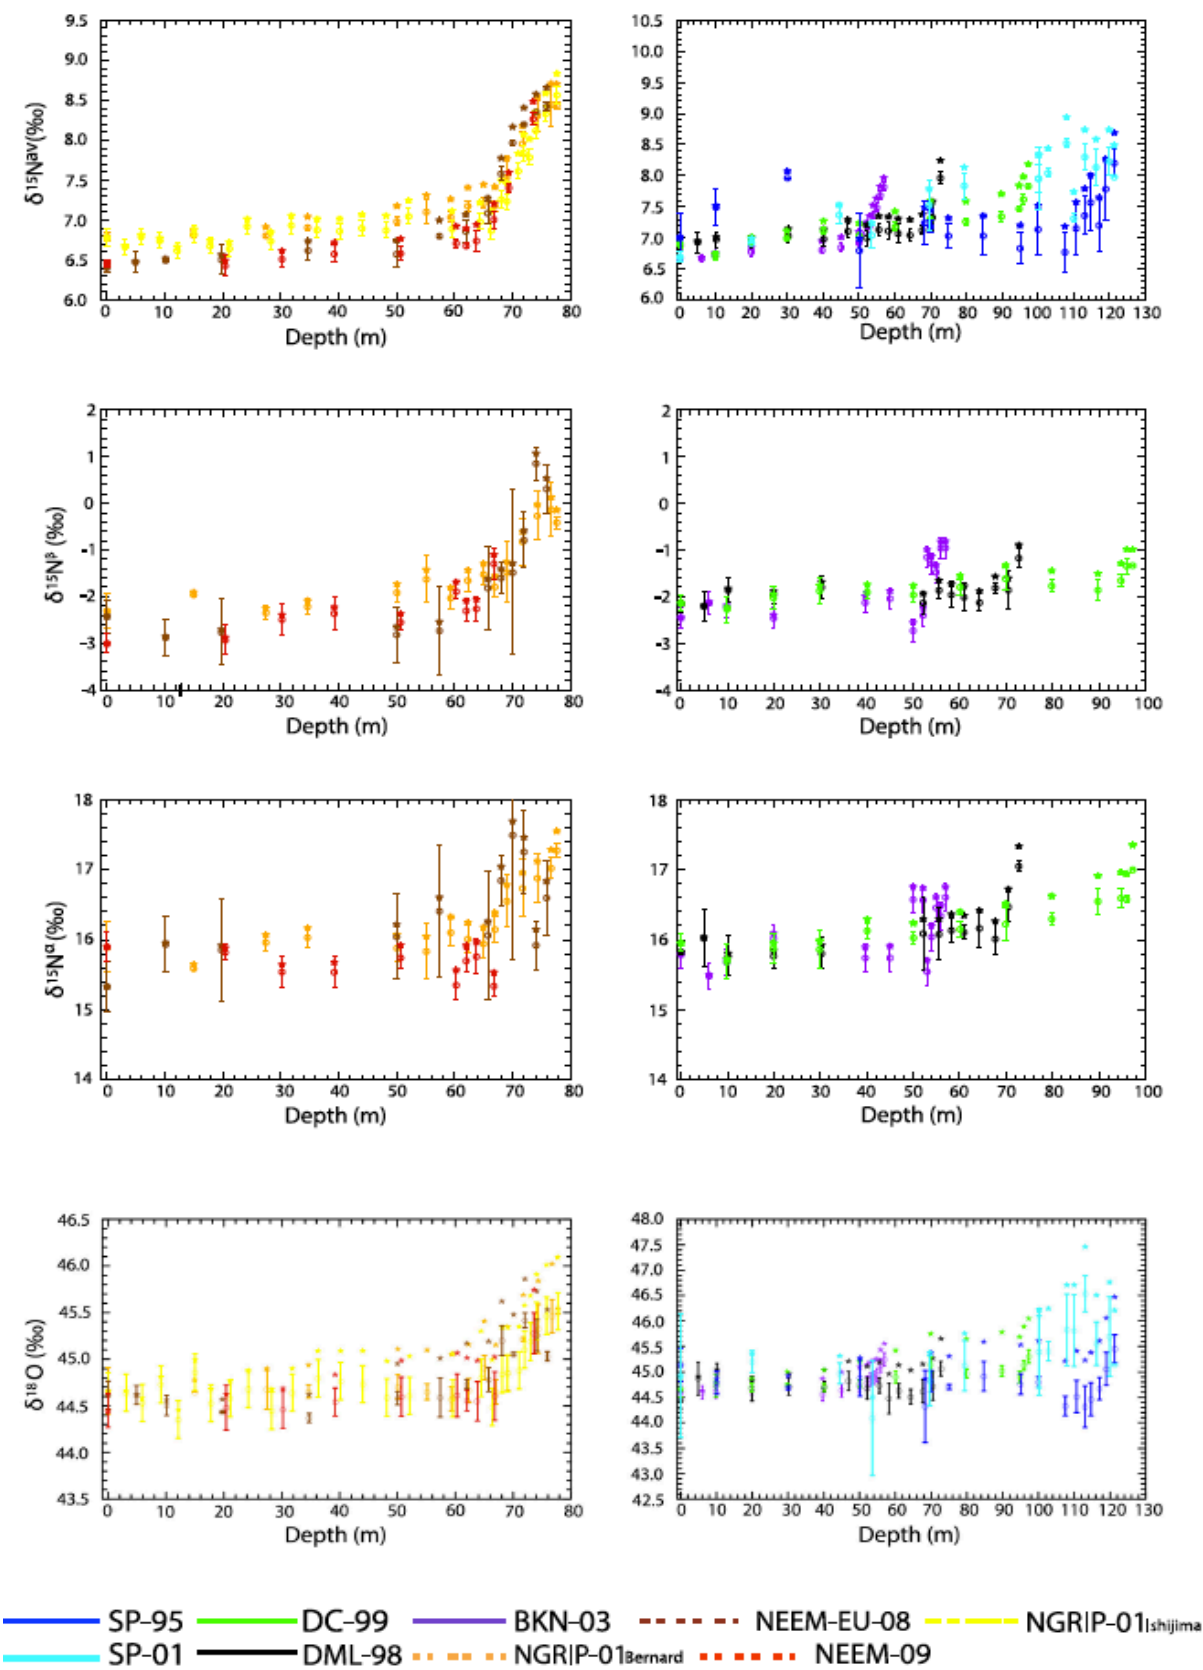 9.5 10.5
9.0 10.0
8.5 9.5
8.0 9.0
7.5 8.5
7.0 8.0
6.5 7.5
6.0 7.0
6.5
6.0
δ¹⁵Nᵃᵛ(‰)
0 10 20 30 40 50 60 70 80
0 10 20 30 40 50 60 70 80 90 100 110 120 130
Depth (m) Depth (m)
2 2
1 1
0 0
-1 -1
-2 -2
-3 -3
-4 -4
δ¹⁵Nᵝ (‰)
0 10 20 30 40 50 60 70 80
0 10 20 30 40 50 60 70 80 90 100
Depth (m) Depth (m)
18 18
17 17
16 16
15 15
14 14
δ¹⁵Nᵅ(‰)
0 10 20 30 40 50 60 70 80
0 10 20 30 40 50 60 70 80 90 100
Depth (m) Depth (m)
46.5 48.0
46.0 47.5
45.5 47.0
45.0 46.5
44.5 46.0
44.0 45.5
43.5 45.0
44.5
44.0
43.5
43.0
42.5
δ¹⁸O (‰)
0 10 20 30 40 50 60 70 80
0 10 20 30 40 50 60 70 80 90 100 110 120 130
Depth (m) Depth (m)
SP-95 DC-99 BKN-03 NEEM-EU-08 NGRIP-01Ishijima
SP-01 DML-98 NGRIP-01Bernard NEEM-09